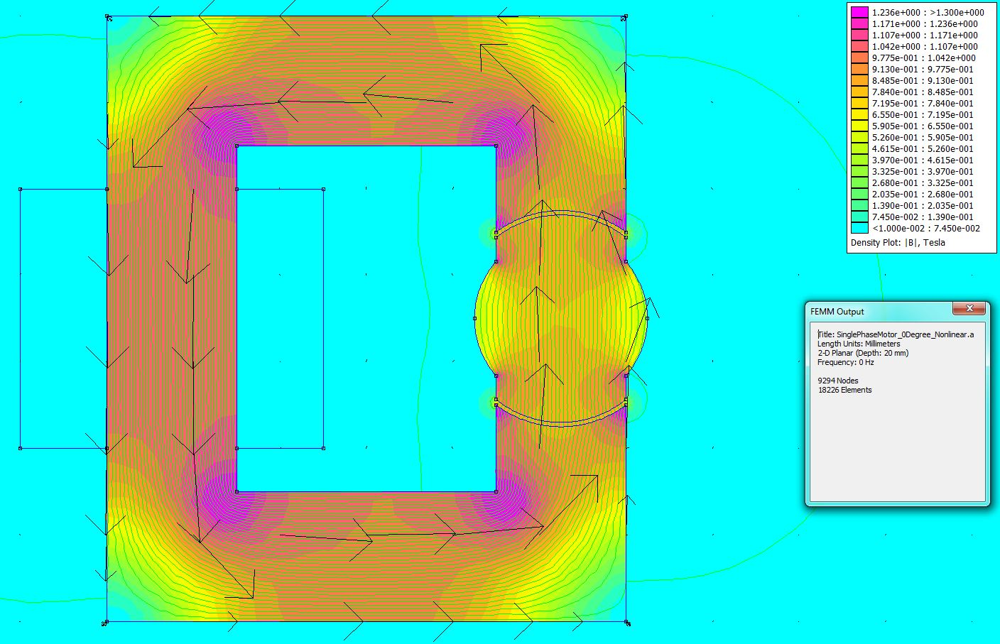 1.236e+000 : >1.300e+000
1.171e+000 : 1.236e+000
1.107e+000 : 1.171e+000
1.042e+000 : 1.107e+000
9.775e-001 : 1.042e+000
9.130e-001 : 9.775e-001
8.485e-001 : 9.130e-001
7.840e-001 : 8.485e-001
7.195e-001 : 7.840e-001
6.550e-001 : 7.195e-001
5.905e-001 : 6.550e-001
5.260e-001 : 5.905e-001
4.615e-001 : 5.260e-001
3.970e-001 : 4.615e-001
3.325e-001 : 3.970e-001
2.680e-001 : 3.325e-001
2.035e-001 : 2.680e-001
1.390e-001 : 2.035e-001
7.450e-002 : 1.390e-001
<1.000e-002 : 7.450e-002
Density Plot: |B|, Tesla
FEMM Output
Title: SinglePhaseMotor_0Degree_Nonlinear.a
Length Units: Millimeters
2-D Planar (Depth: 20 mm)
Frequency: 0 Hz
9294 Nodes
18226 Elements